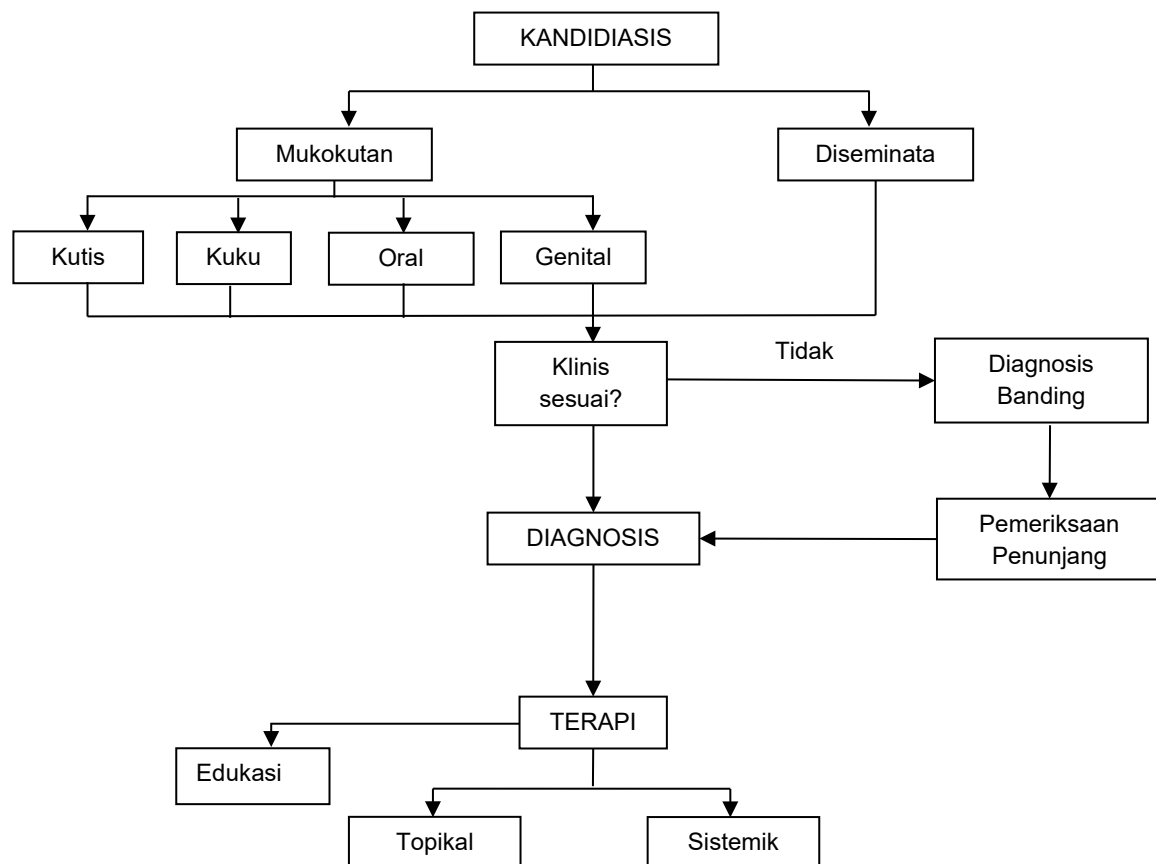 KANDIDIASIS
Mukokutan
Diseminata
Kutis
Kuku
Oral
Genital
Klinis
sesuai?
Tidak
Diagnosis
Banding
DIAGNOSIS
Pemeriksaan
Penunjang
TERAPI
Edukasi
Topikal
Sistemik